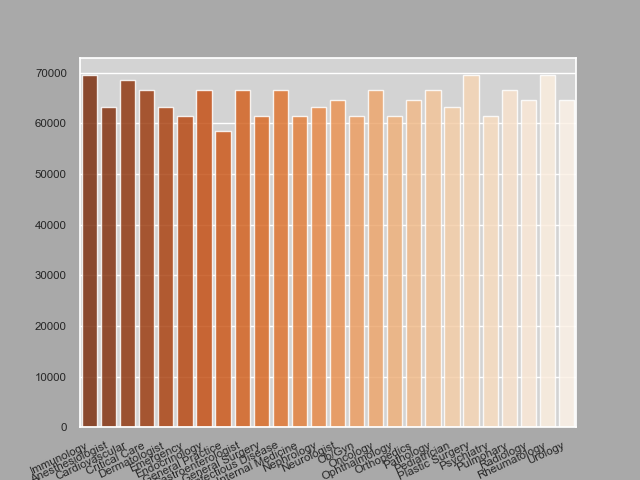 70000
60000
50000
40000
30000
20000
10000
0
Immunology
Anesthesiologist
Cardiovascular
Critical Care
Dermatologist
Emergency
Endocrinology
General Practice
General Surgery
Infectious Disease
Internal Medicine
Nephrology
Neurologist
Ob Gyn
Oncology
Ophthalmology
Orthopedics
Pathology
Pediatrician
Plastic Surgery
Psychiatry
Pulmonary
Radiology
Rheumatology
Urology